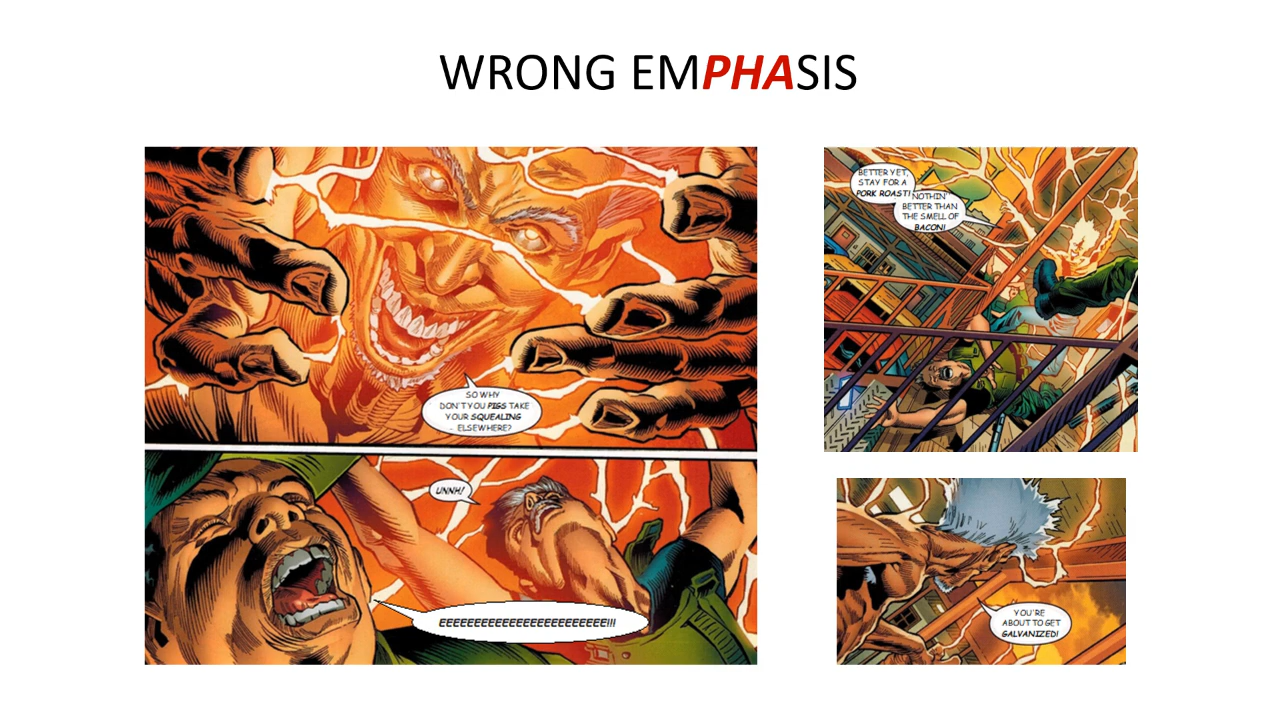 WRONG EMPHASIS
SO WHY
DON'T YOU PIGS TAKE
YOUR SQUEALING
- ELSEWHERE?
UNNH!
EEEEEEEEEEEEEEEEEEEEEEEE!!!
BETTER YET,
STAY FOR A
PORK ROAST!
NOTHIN'
BETTER THAN
THE SMELL OF
BACON!
YOU'RE
ABOUT TO GET
GALVANIZED!